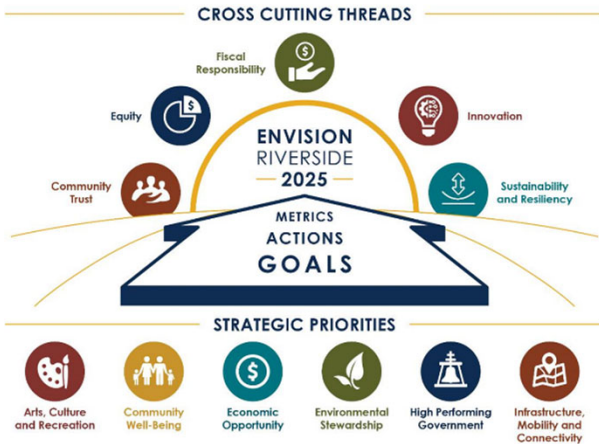 CROSS CUTTING THREADS
Fiscal
Responsibility
$
Equity
$
Innovation
ENVISION
RIVERSIDE
2025
Community
Trust
Sustainability
and Resiliency
METRICS
ACTIONS
GOALS
STRATEGIC PRIORITIES
$
Arts, Culture
and Recreation
Community
Well-Being
Economic
Opportunity
Environmental
Stewardship
High Performing
Government
Infrastructure,
Mobility and
Connectivity